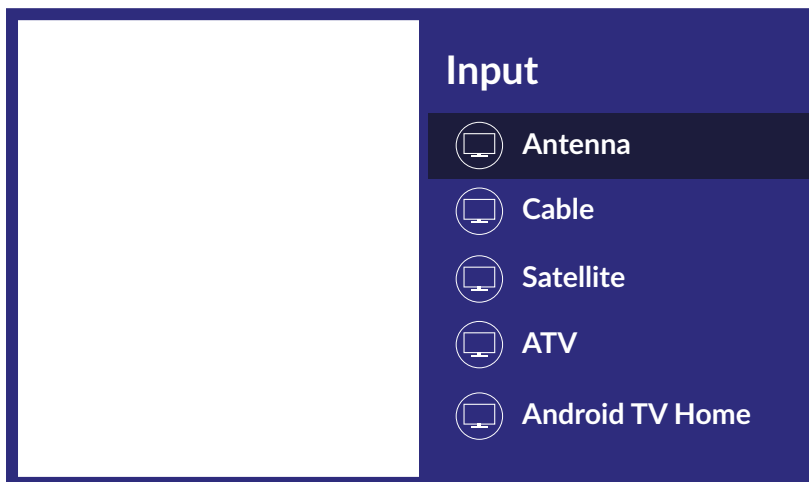 Input
Antenna
Cable
Satellite
ATV
Android TV Home